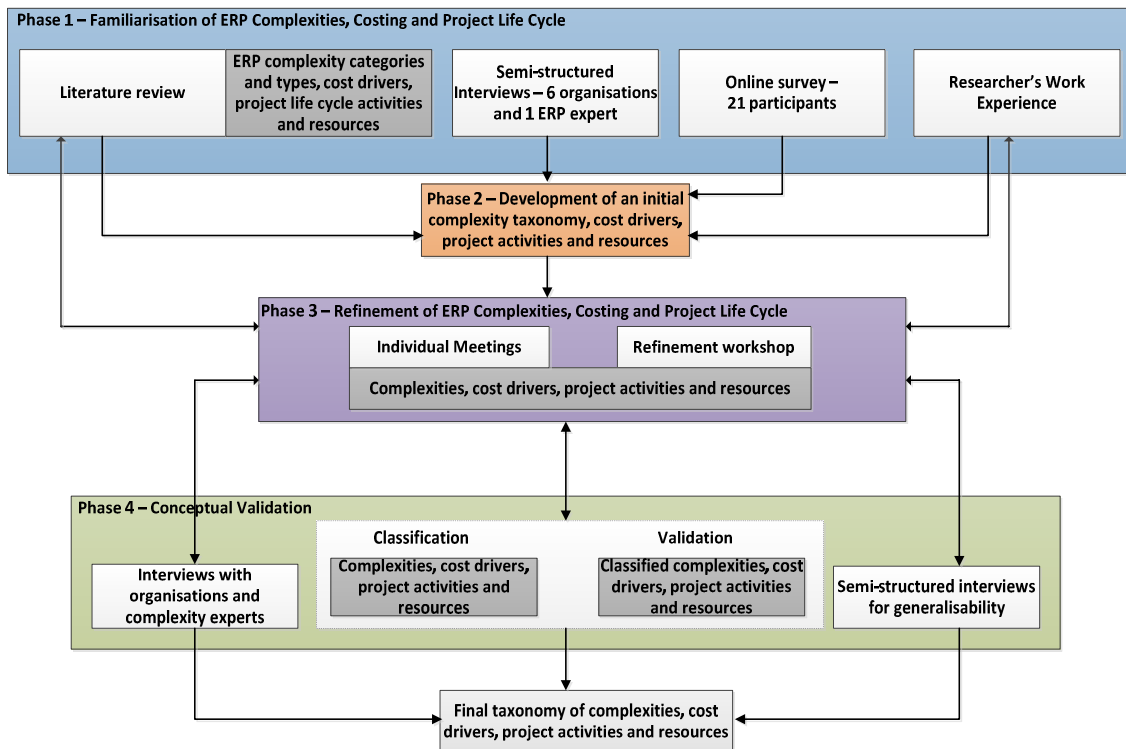 Phase 1 – Familiarisation of ERP Complexities, Costing and Project Life Cycle
Literature review
ERP complexity categories
and types, cost drivers,
project life cycle activities
and resources
Semi-structured
Interviews – 6 organisations
and 1 ERP expert
Online survey –
21 participants
Researcher's Work
Experience
Phase 2 – Development of an initial
complexity taxonomy, cost drivers,
project activities and resources
Phase 3 – Refinement of ERP Complexities, Costing and Project Life Cycle
Individual Meetings
Refinement workshop
Complexities, cost drivers, project activities and resources
Phase 4 – Conceptual Validation
Interviews with
organisations and
complexity experts
Classification
Complexities, cost drivers,
project activities and
resources
Validation
Classified complexities, cost
drivers, project activities
and resources
Semi-structured interviews
for generalisability
Final taxonomy of complexities, cost
drivers, project activities and resources